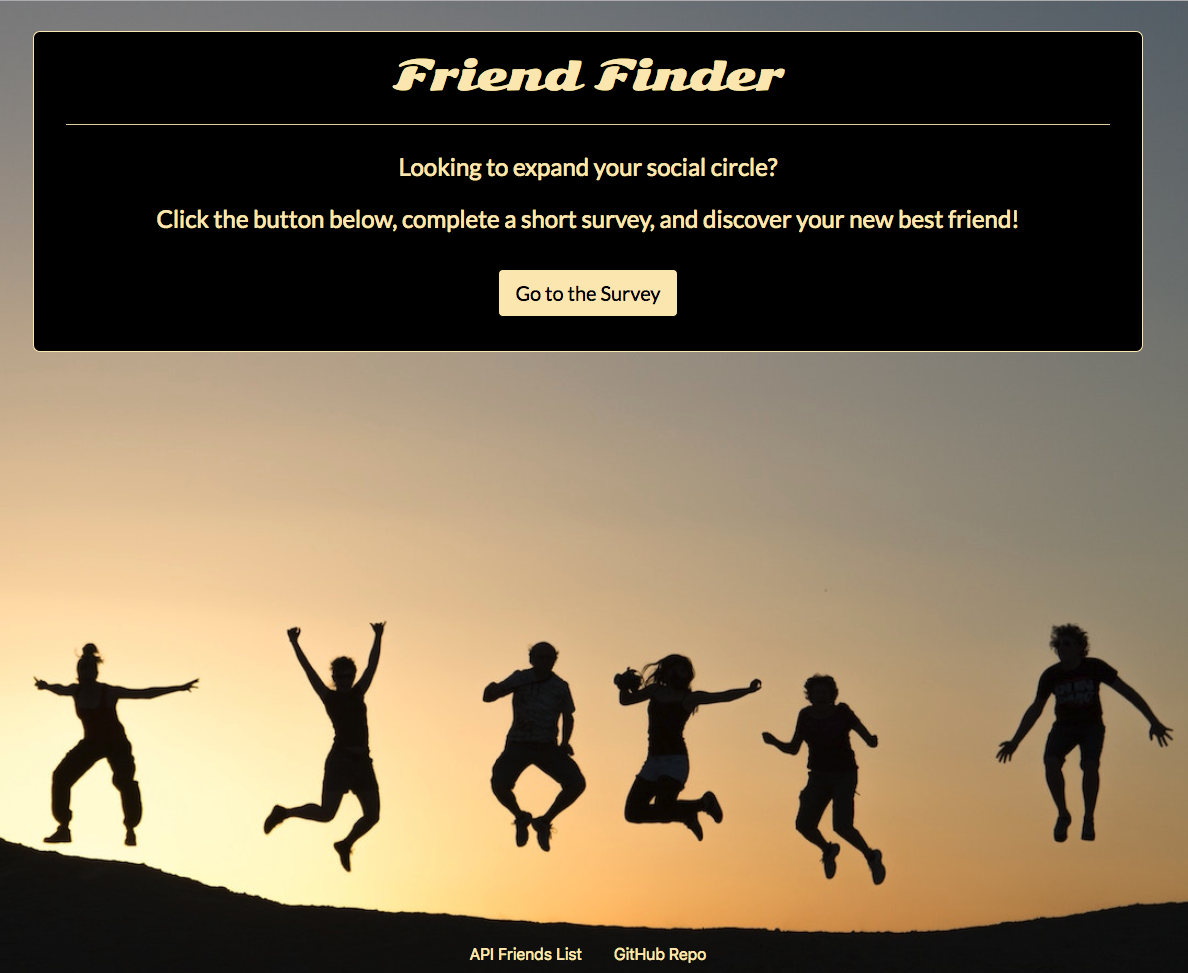 Friend Finder
Looking to expand your social circle?
Click the button below, complete a short survey, and discover your new best friend!
Go to the Survey
API Friends List
GitHub Repo